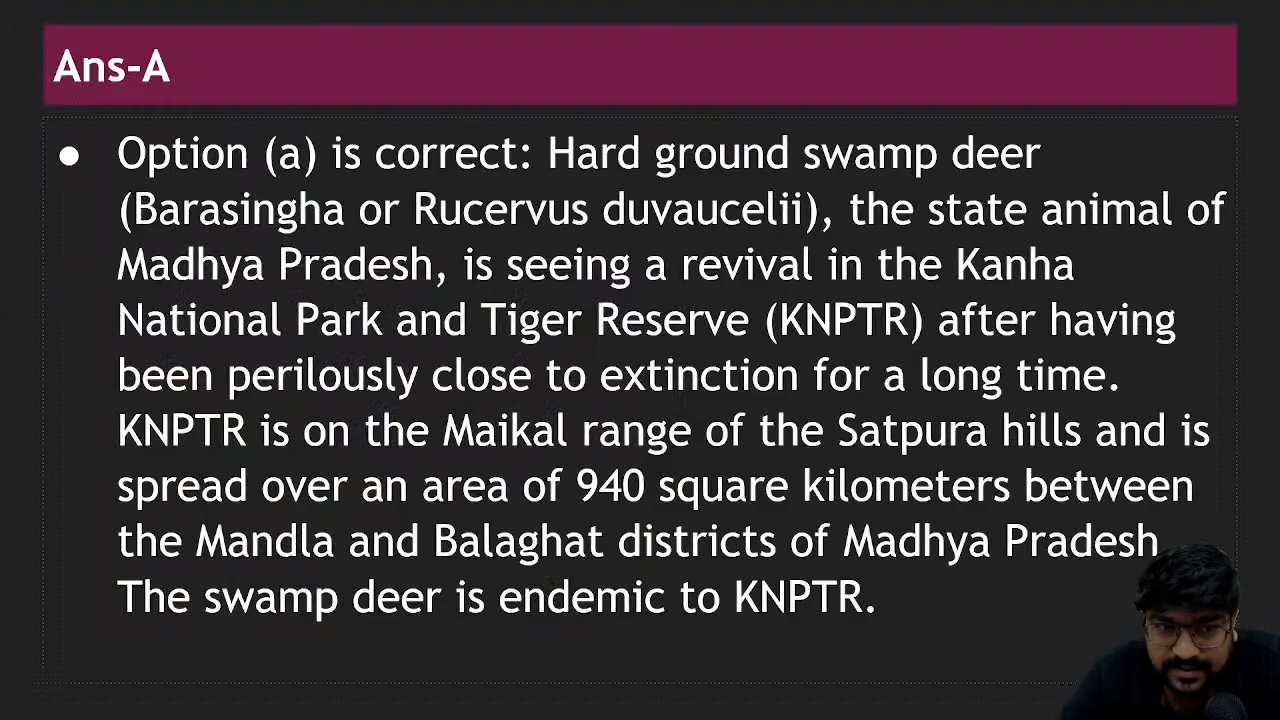 Ans-A
● Option (a) is correct: Hard ground swamp deer
(Barasingha or Rucervus duvaucelii), the state animal of
Madhya Pradesh, is seeing a revival in the Kanha
National Park and Tiger Reserve (KNPTR) after having
been perilously close to extinction for a long time.
KNPTR is on the Maikal range of the Satpura hills and is
spread over an area of 940 square kilometers between
the Mandla and Balaghat districts of Madhya Pradesh
The swamp deer is endemic to KNPTR.